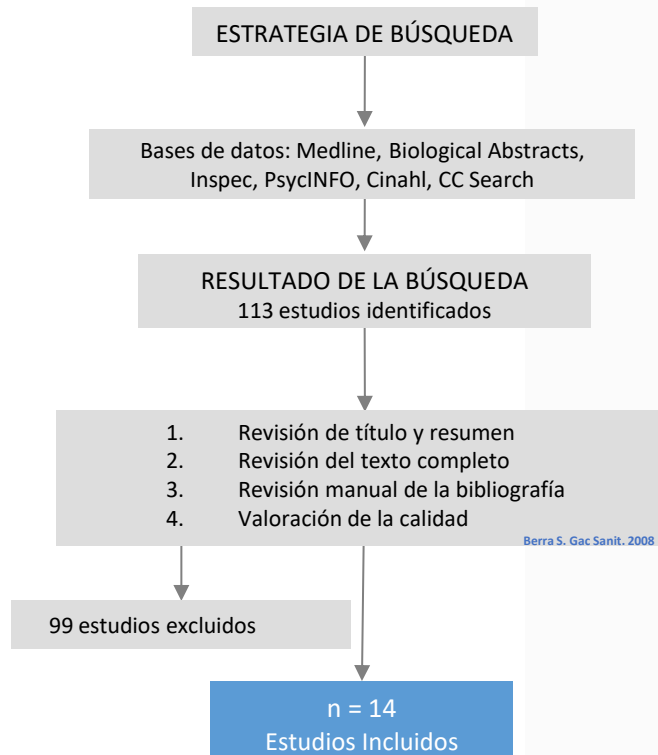 ESTRATEGIA DE BÚSQUEDA
Bases de datos: Medline, Biological Abstracts,
Inspec, PsycINFO, Cinahl, CC Search
RESULTADO DE LA BÚSQUEDA
113 estudios identificados
1. Revisión de título y resumen
2. Revisión del texto completo
3. Revisión manual de la bibliografía
4. Valoración de la calidad
Berra S. Gac Sanit. 2008
99 estudios excluidos
n = 14
Estudios Incluidos